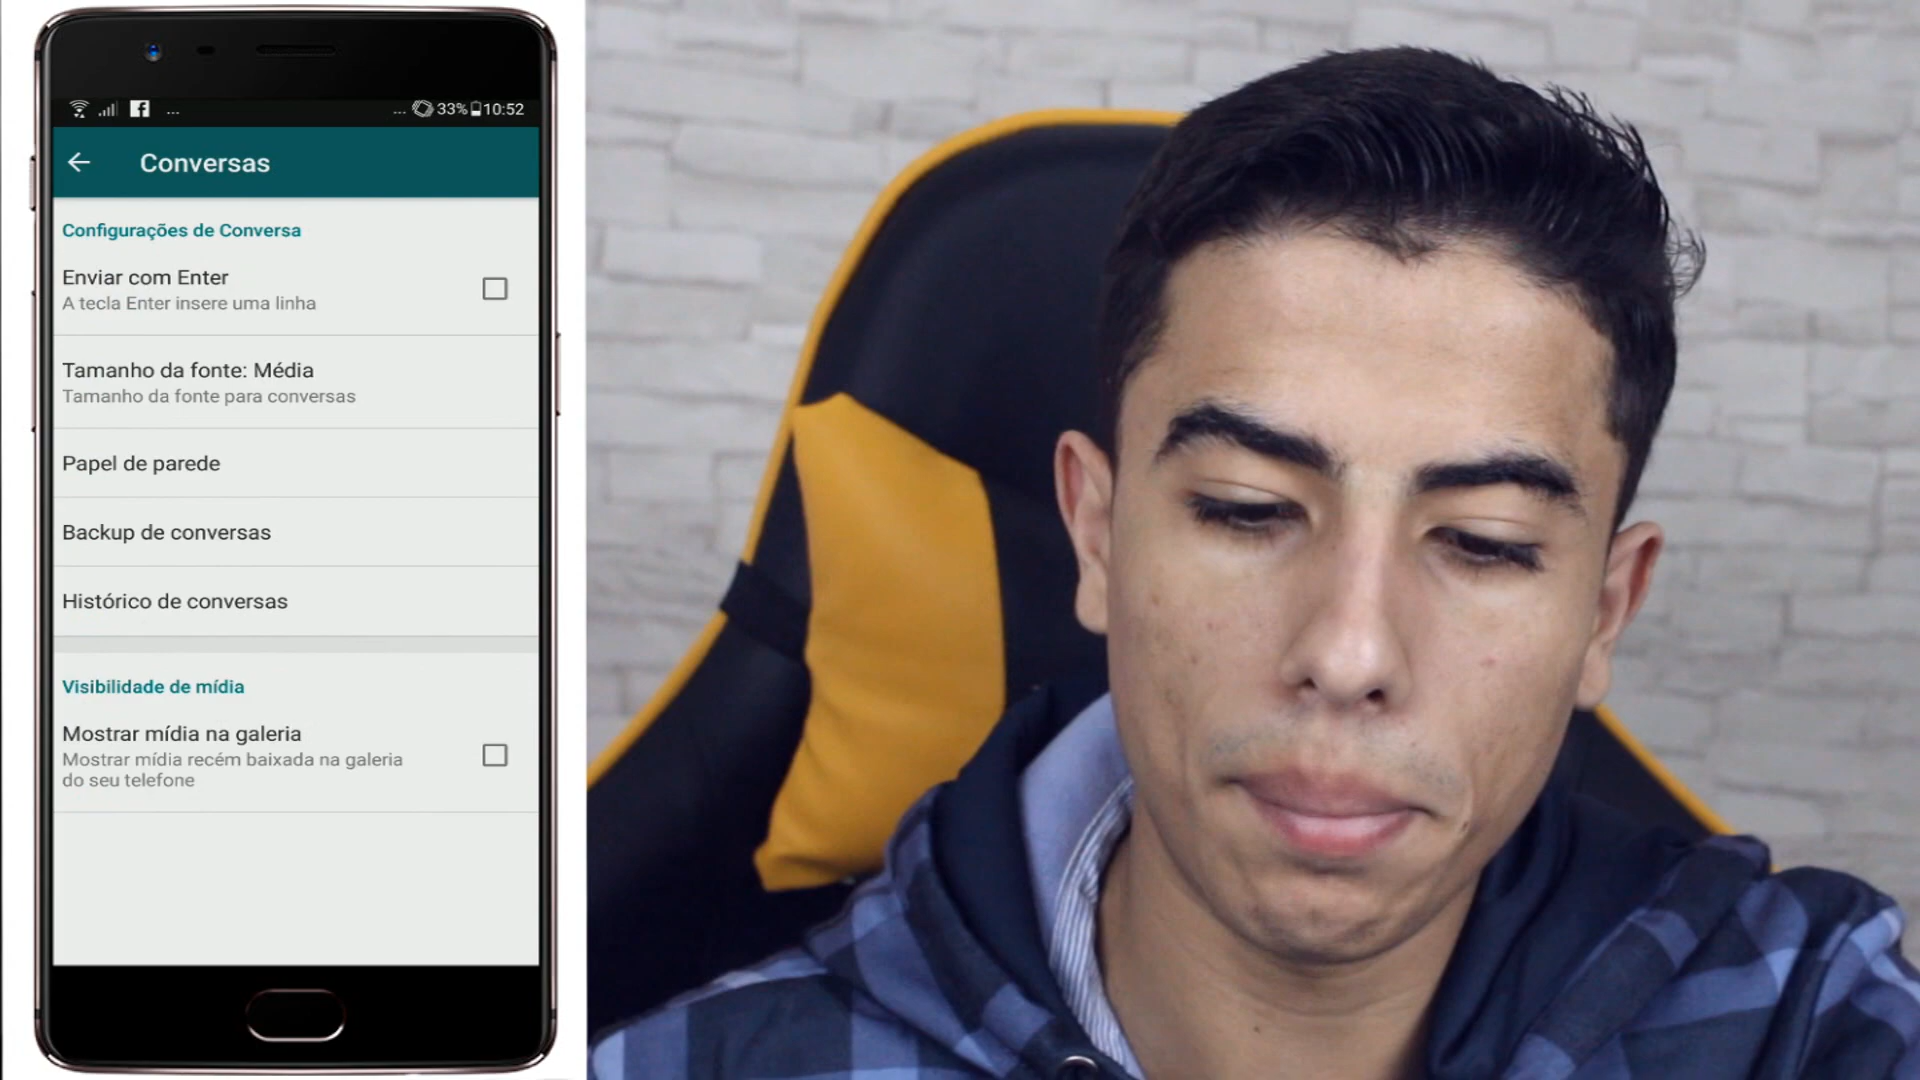 ... ... 33% 10:52
Conversas
Configurações de Conversa
Enviar com Enter
A tecla Enter insere uma linha
Tamanho da fonte: Média
Tamanho da fonte para conversas
Papel de parede
Backup de conversas
Histórico de conversas
Visibilidade de mídia
Mostrar mídia na galeria
Mostrar mídia recém baixada na galeria
do seu telefone